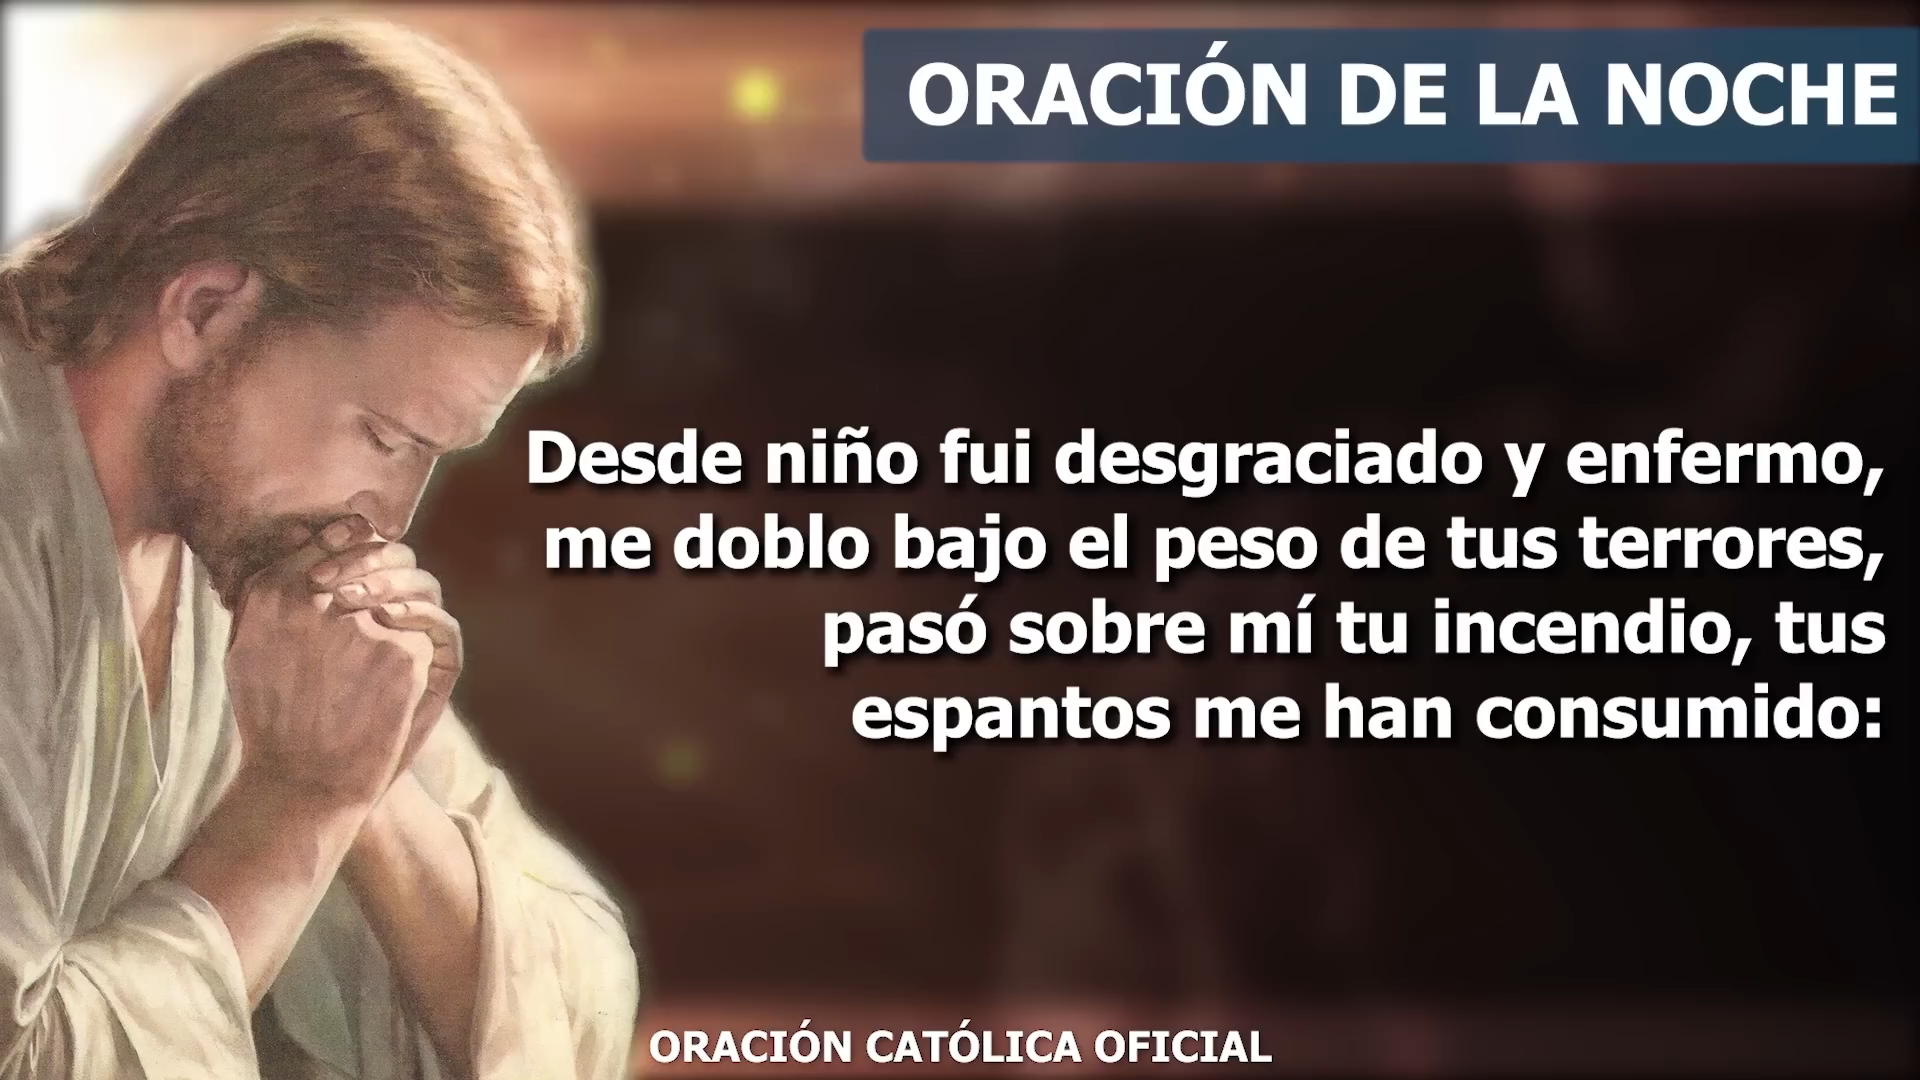 ORACIÓN DE LA NOCHE
Desde niño fui desgraciado y enfermo,
me doblo bajo el peso de tus terrores,
pasó sobre mí tu incendio, tus
espantos me han consumido:
ORACIÓN CATÓLICA OFICIAL